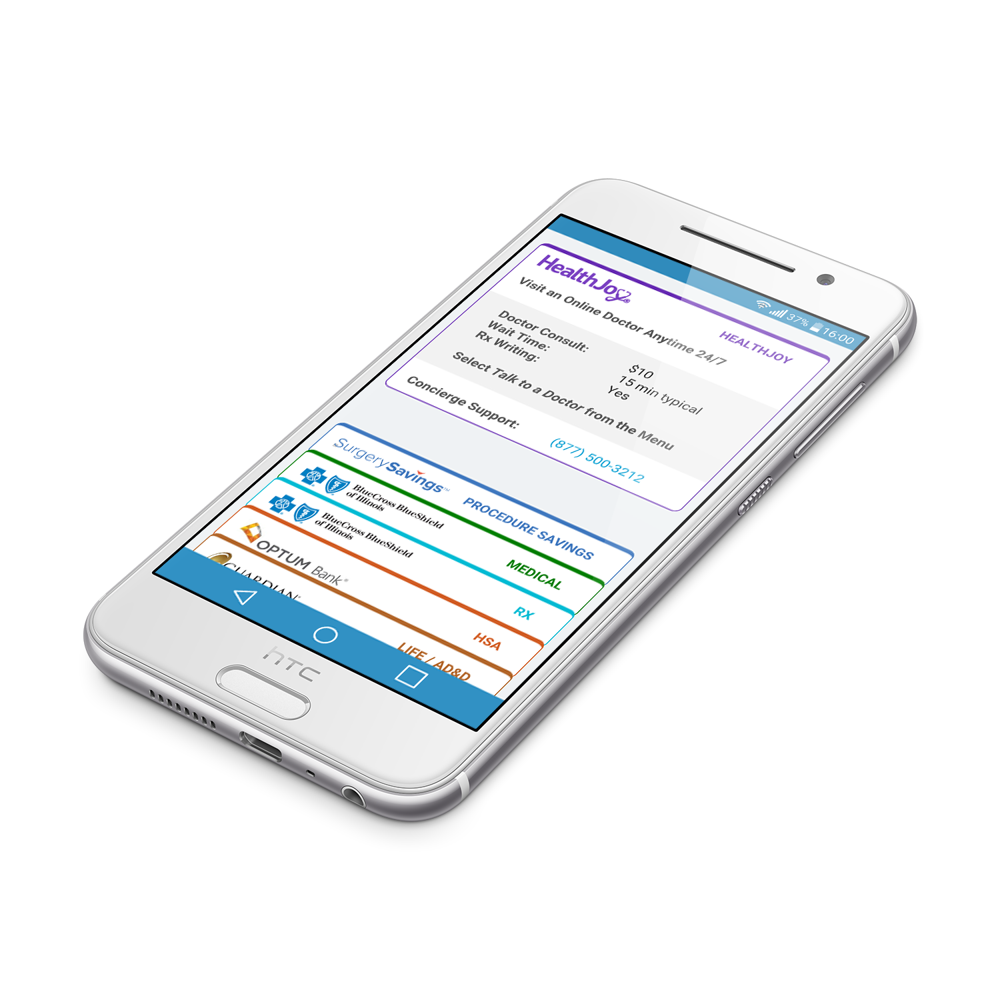 37% 16:00
HealthJoy®
HEALTHJOY
Visit an Online Doctor Anytime 24/7
Doctor Consult: $10
Wait Time: 15 min typical
Rx Writing: Yes
Select Talk to a Doctor from the Menu
Concierge Support: (877) 500-3212
SurgerySavings™
PROCEDURE SAVINGS
BlueCross BlueShield
of Illinois
MEDICAL
BlueCross BlueShield
of Illinois
RX
OPTUM Bank®
HSA
GUARDIAN®
LIFE / AD&D
hTC